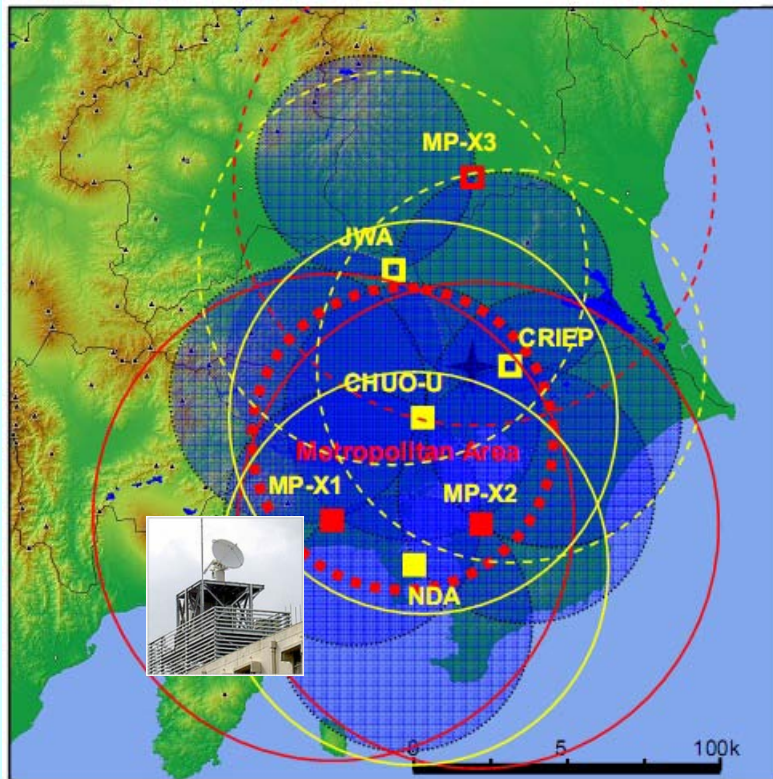 MP-X3
JWA
CRIEP
CHUO-U
Metropolitan Area
MP-X1
MP-X2
NDA
0 5 100k